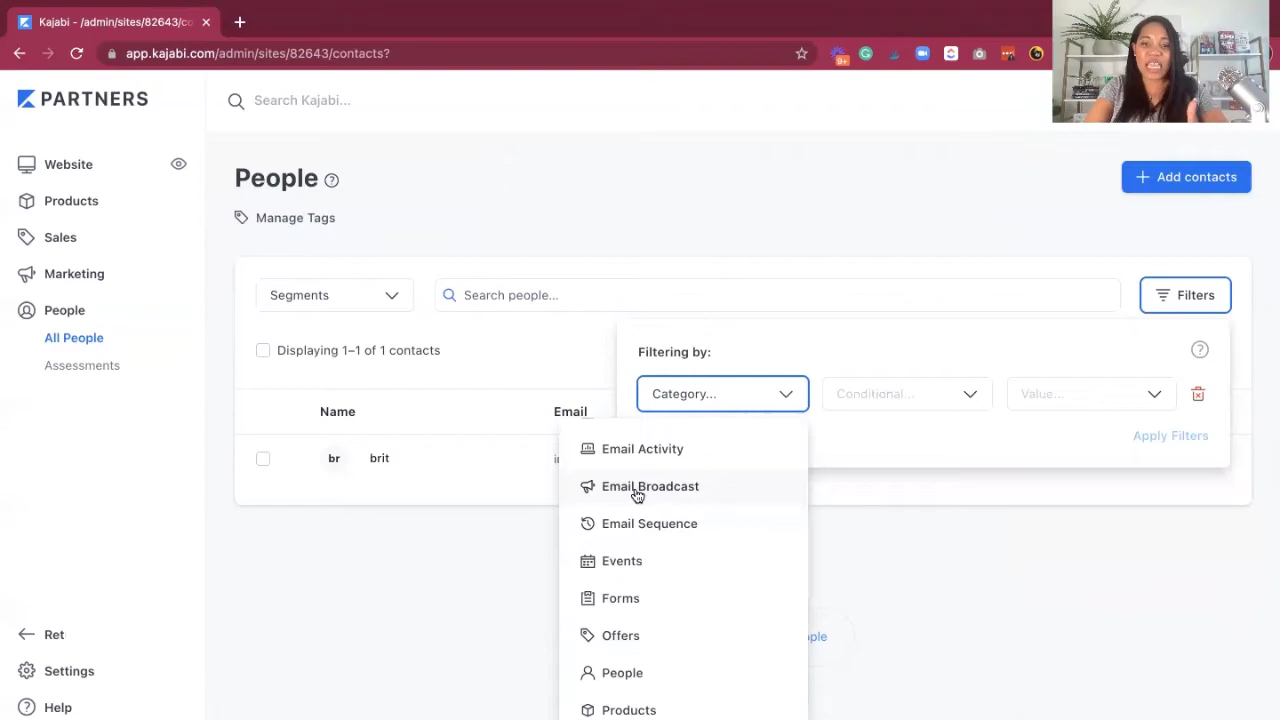 Kajabi - /admin/sites/82643/co
app.kajabi.com/admin/sites/82643/contacts?
9+
PARTNERS
Search Kajabi...
Website
Products
Sales
Marketing
People
All People
Assessments
Ret
Settings
Help
People
Add contacts
Manage Tags
Segments
Search people...
Filters
Displaying 1–1 of 1 contacts
Filtering by:
Category...
Conditional...
Value...
Apply Filters
Name
Email
br
brit
Email Activity
Email Broadcast
Email Sequence
Events
Forms
Offers
People
Products
ple